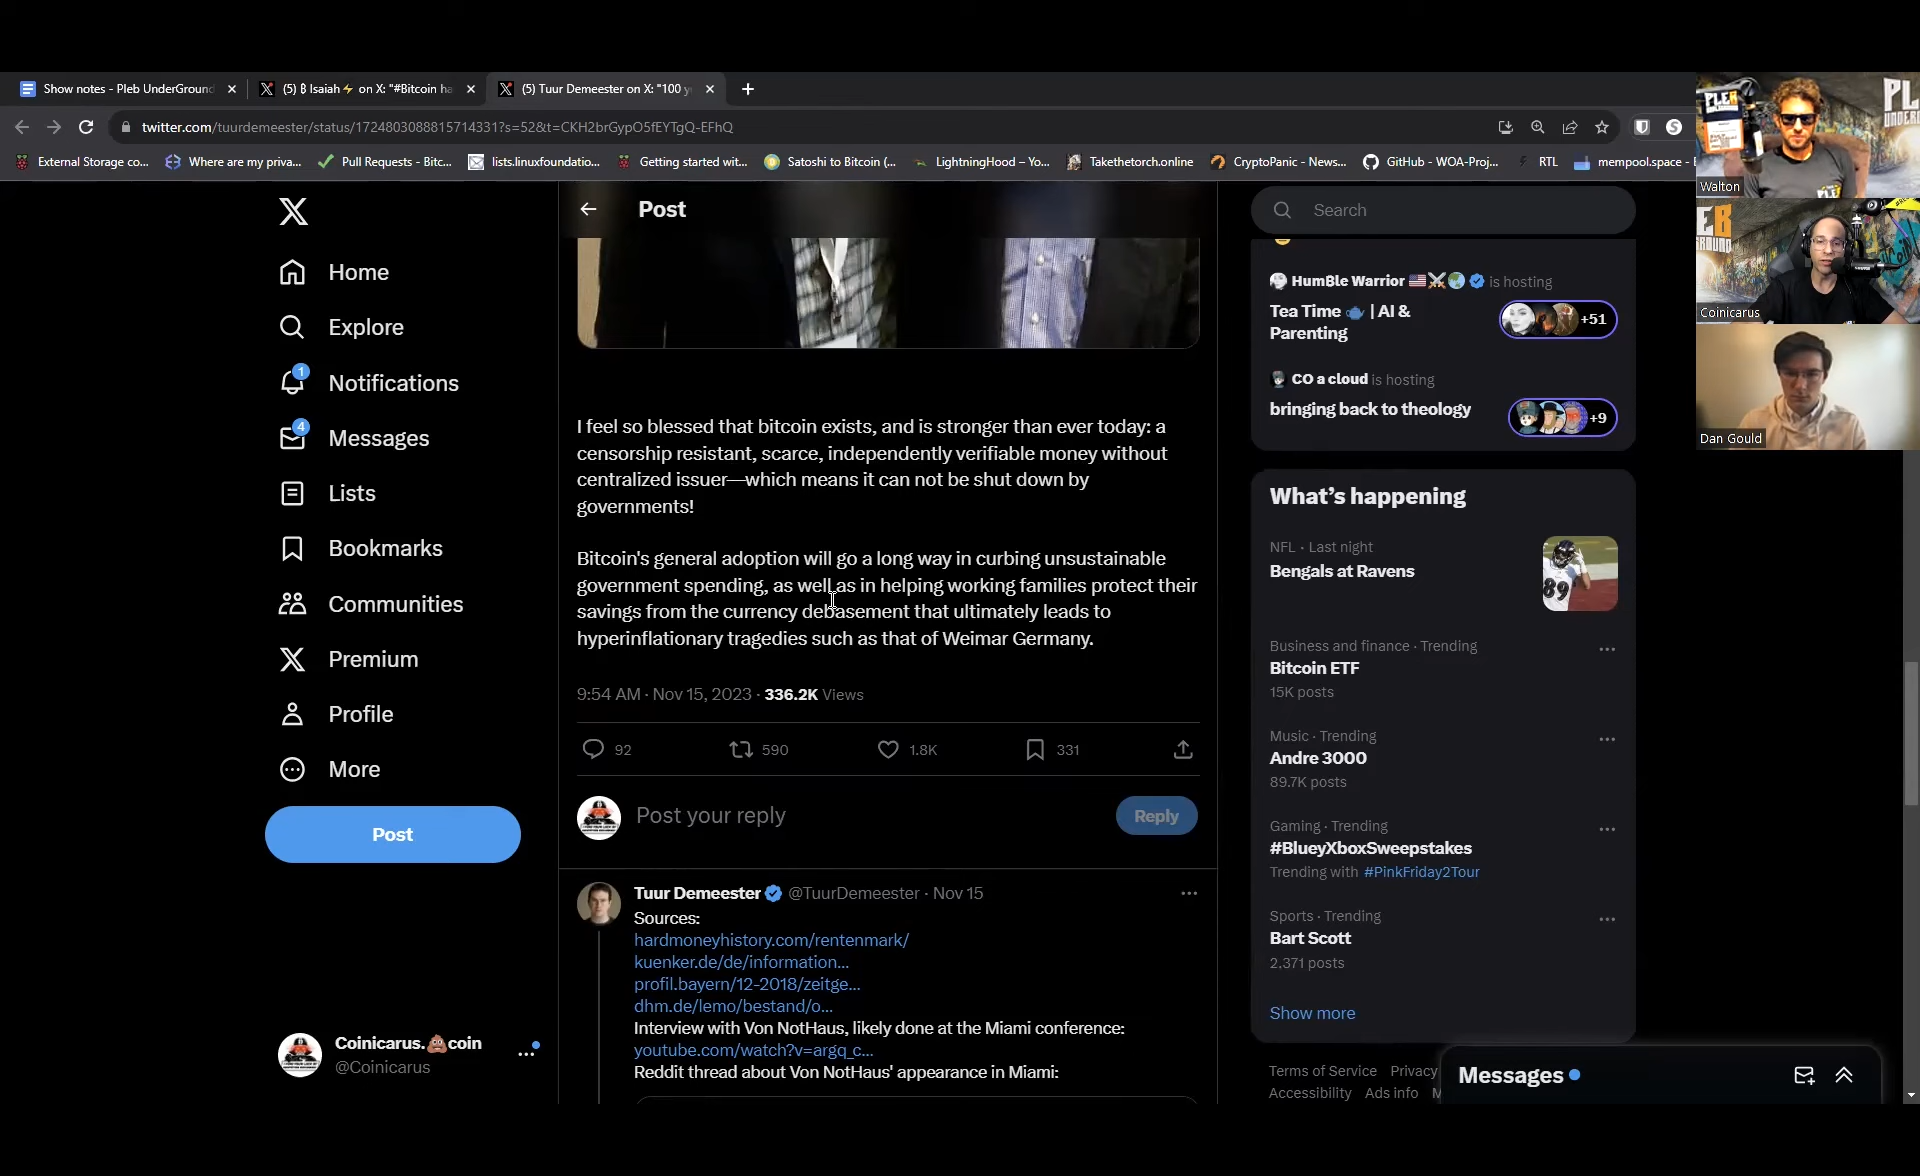 Show notes - Pleb UnderGroun
(5) ₿ Isaiah⚡ on X: "#Bitcoin ha
(5) Tuur Demeester on X: "100 y
twitter.com/tuurdemeester/status/1724803088815714331?s=52&t=CKH2brGypO5fEYTgQ-EFhQ
External Storage co...
Where are my priva...
Pull Requests - Bitc...
lists.linuxfoundatio...
Getting started wit...
Satoshi to Bitcoin (...
LightningHood – Yo...
Takethetorch.online
CryptoPanic - News...
GitHub - WOA-Proj...
RTL
mempool.space -
Home
Explore
1
Notifications
4
Messages
Lists
Bookmarks
Communities
Premium
Profile
More
Post
Coinicarus.💩coin
@Coinicarus
Post
I feel so blessed that bitcoin exists, and is stronger than ever today: a
censorship resistant, scarce, independently verifiable money without
centralized issuer—which means it can not be shut down by
governments!
Bitcoin's general adoption will go a long way in curbing unsustainable
government spending, as well as in helping working families protect their
savings from the currency debasement that ultimately leads to
hyperinflationary tragedies such as that of Weimar Germany.
9:54 AM · Nov 15, 2023 · 336.2K Views
92 590 1.8K 331
Post your reply
Reply
Tuur Demeester @TuurDemeester · Nov 15
Sources:
hardmoneyhistory.com/rentenmark/
kuenker.de/de/information...
profil.bayern/12-2018/zeitge...
dhm.de/lemo/bestand/o...
Interview with Von NotHaus, likely done at the Miami conference:
youtube.com/watch?v=argq_c...
Reddit thread about Von NotHaus' appearance in Miami:
Search
HumBle Warrior 🇺🇸⚔️🌎 is hosting
Tea Time 🫖 | AI &
Parenting
+51
CO a cloud is hosting
bringing back to theology
+9
What's happening
NFL · Last night
Bengals at Ravens
Business and finance · Trending
Bitcoin ETF
15K posts
Music · Trending
Andre 3000
89.7K posts
Gaming · Trending
#BlueyXboxSweepstakes
Trending with #PinkFriday2Tour
Sports · Trending
Bart Scott
2,371 posts
Show more
Terms of Service Privacy
Accessibility Ads info
Messages
Walton
Coinicarus
Dan Gould